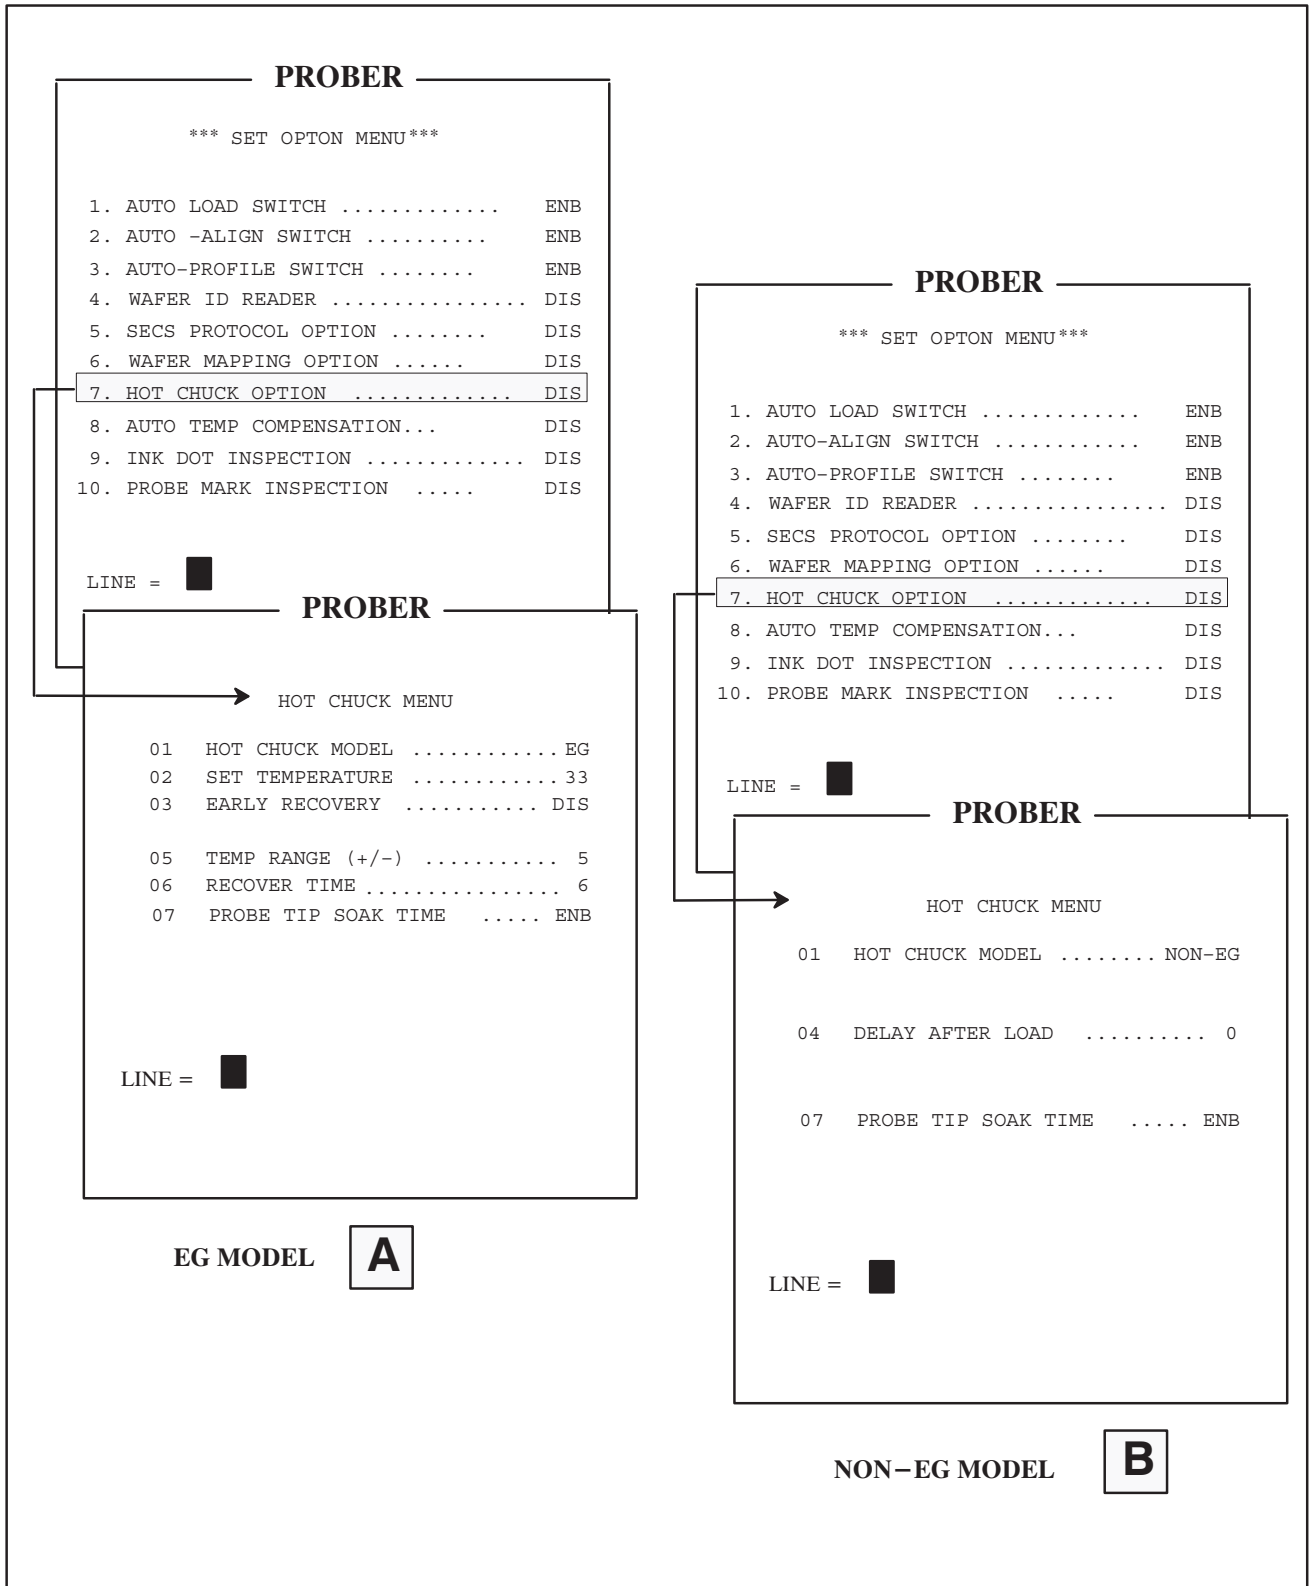 PROBER
*** SET OPTON MENU***
1. AUTO LOAD SWITCH ............. ENB
2. AUTO -ALIGN SWITCH .......... ENB
3. AUTO-PROFILE SWITCH ........ ENB
4. WAFER ID READER ................ DIS
5. SECS PROTOCOL OPTION ........ DIS
6. WAFER MAPPING OPTION ...... DIS
7. HOT CHUCK OPTION ............. DIS
8. AUTO TEMP COMPENSATION... DIS
9. INK DOT INSPECTION ............. DIS
10. PROBE MARK INSPECTION ..... DIS
LINE =
PROBER
HOT CHUCK MENU
01 HOT CHUCK MODEL ............ EG
02 SET TEMPERATURE ............ 33
03 EARLY RECOVERY ........... DIS
05 TEMP RANGE (+/-) ........... 5
06 RECOVER TIME ................ 6
07 PROBE TIP SOAK TIME ..... ENB
LINE =
EG MODEL A
PROBER
*** SET OPTON MENU***
1. AUTO LOAD SWITCH ............. ENB
2. AUTO-ALIGN SWITCH ............ ENB
3. AUTO-PROFILE SWITCH ........ ENB
4. WAFER ID READER ................ DIS
5. SECS PROTOCOL OPTION ........ DIS
6. WAFER MAPPING OPTION ...... DIS
7. HOT CHUCK OPTION ............. DIS
8. AUTO TEMP COMPENSATION... DIS
9. INK DOT INSPECTION ............. DIS
10. PROBE MARK INSPECTION ..... DIS
LINE =
PROBER
HOT CHUCK MENU
01 HOT CHUCK MODEL ........ NON-EG
04 DELAY AFTER LOAD .......... 0
07 PROBE TIP SOAK TIME ..... ENB
LINE =
NON-EG MODEL B